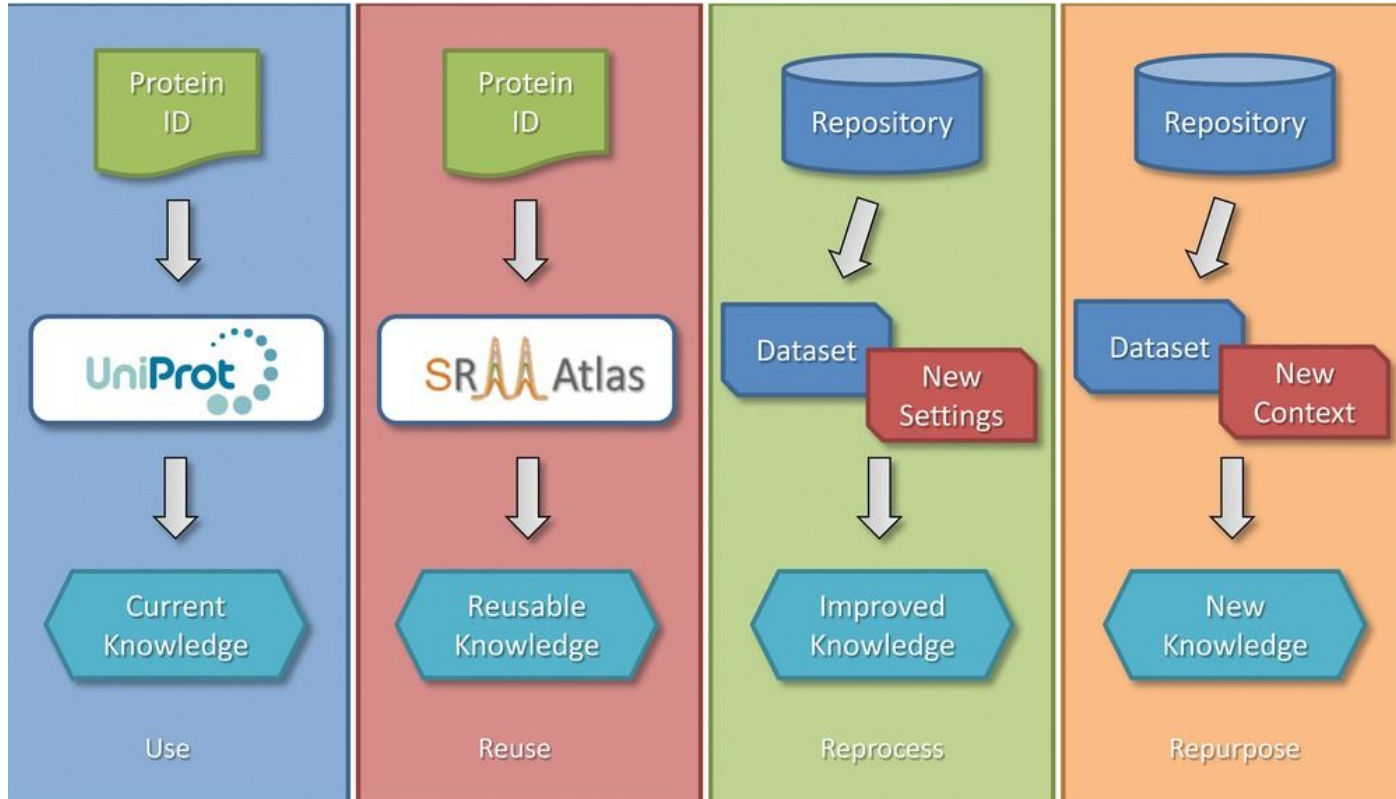 Protein
ID
UniProt
Current
Knowledge
Use
Protein
ID
SRM Atlas
Reusable
Knowledge
Reuse
Repository
Dataset
New
Settings
Improved
Knowledge
Reprocess
Repository
Dataset
New
Context
New
Knowledge
Repurpose